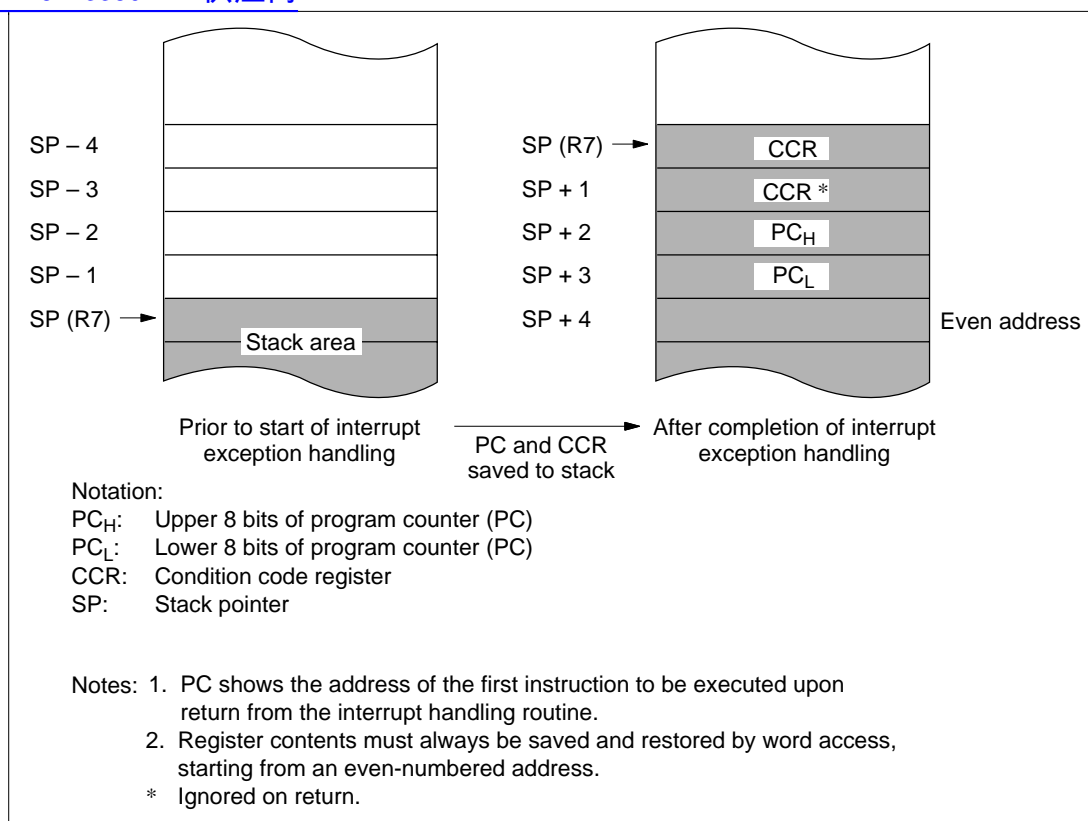 SP – 4
SP – 3
SP – 2
SP – 1
SP (R7)
Stack area
SP (R7)
SP + 1
SP + 2
SP + 3
SP + 4
CCR
CCR *
PCH
PCL
Even address
Prior to start of interrupt
exception handling
PC and CCR
saved to stack
After completion of interrupt
exception handling
Notation:
PCH: Upper 8 bits of program counter (PC)
PCL: Lower 8 bits of program counter (PC)
CCR: Condition code register
SP: Stack pointer
Notes: 1. PC shows the address of the first instruction to be executed upon
return from the interrupt handling routine.
2. Register contents must always be saved and restored by word access,
starting from an even-numbered address.
* Ignored on return.